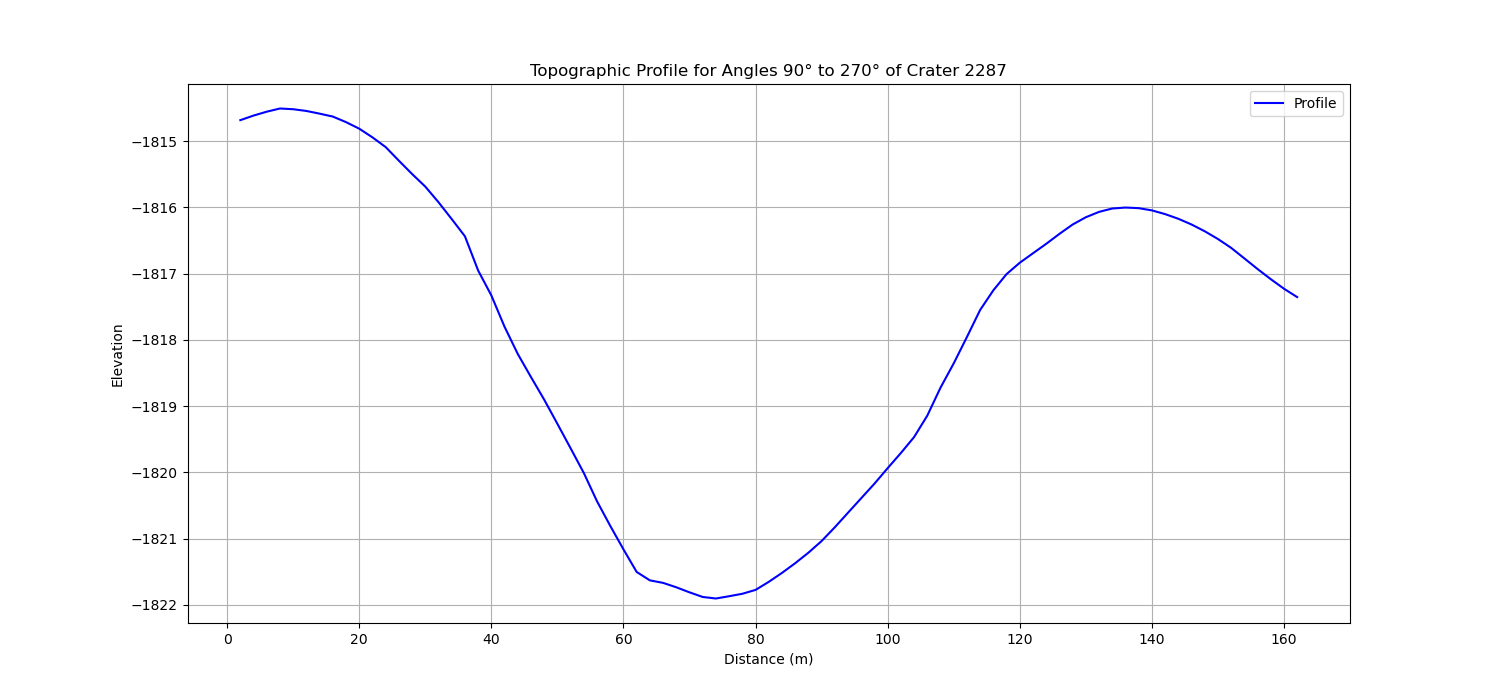 Topographic Profile for Angles 90° to 270° of Crater 2287
Profile
−1815
−1816
−1817
−1818
−1819
−1820
−1821
−1822
Elevation
0 20 40 60 80 100 120 140 160
Distance (m)